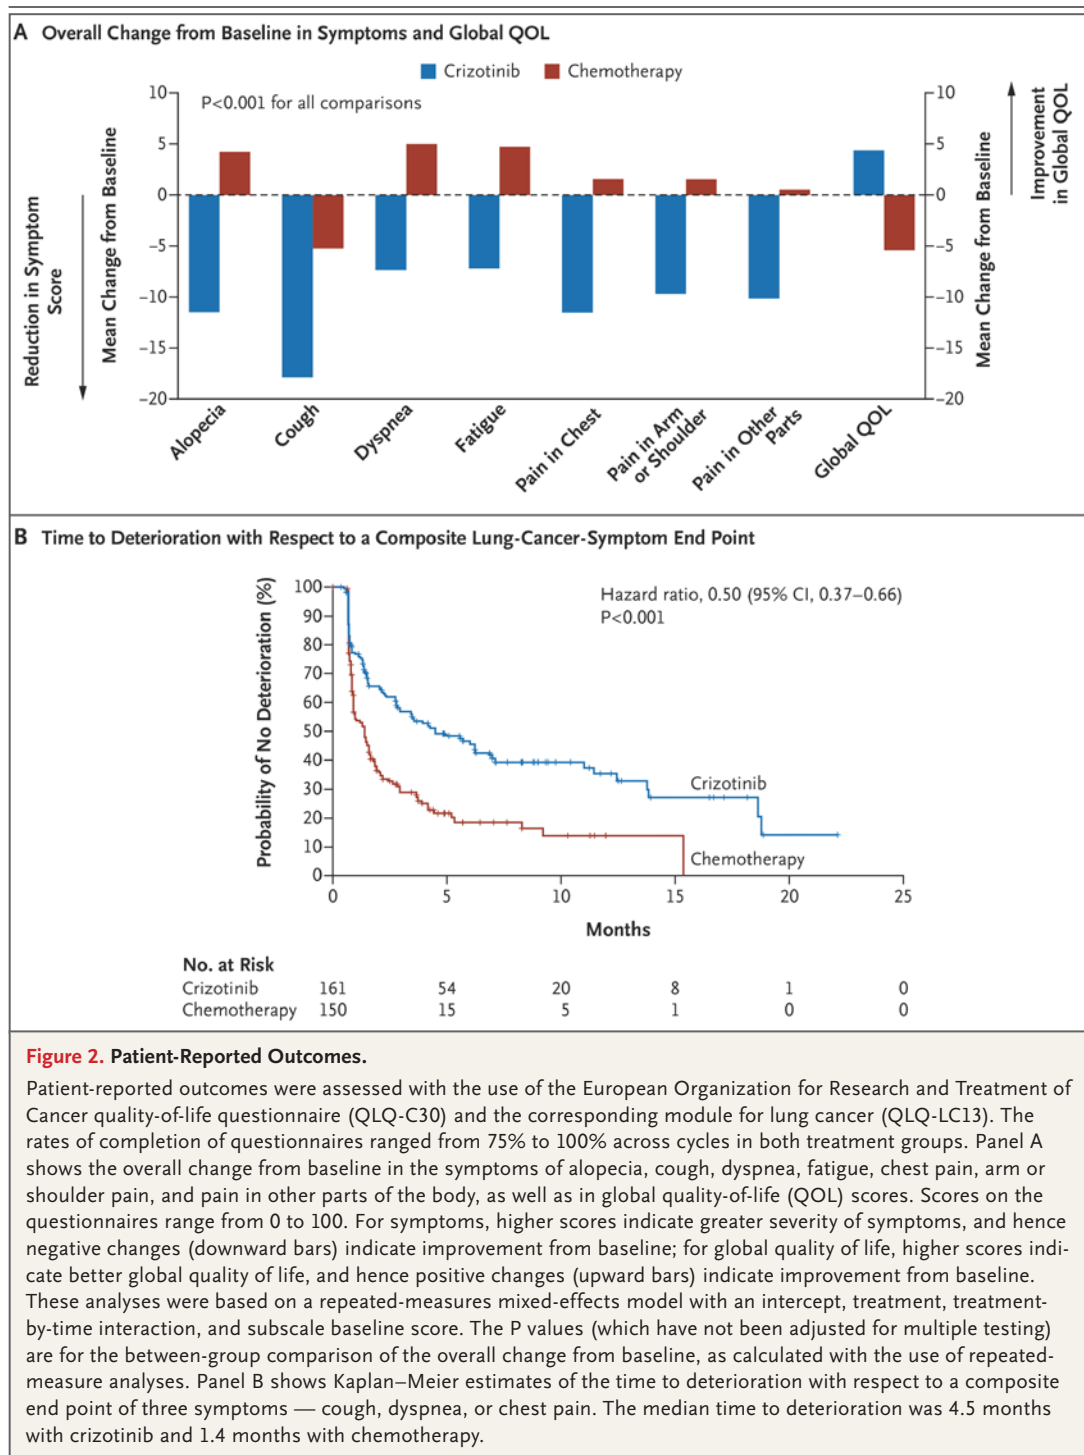 A Overall Change from Baseline in Symptoms and Global QOL
Crizotinib Chemotherapy
P<0.001 for all comparisons
Reduction in Symptom
Score
Mean Change from Baseline
10
5
0
−5
−10
−15
−20
10
5
0
−5
−10
−15
−20
Mean Change from Baseline
Improvement
in Global QOL
Alopecia
Cough
Dyspnea
Fatigue
Pain in Chest
Pain in Arm
or Shoulder
Pain in Other
Parts
Global QOL
B Time to Deterioration with Respect to a Composite Lung-Cancer-Symptom End Point
Probability of No Deterioration (%)
100
90
80
70
60
50
40
30
20
10
0
Hazard ratio, 0.50 (95% CI, 0.37–0.66)
P<0.001
Crizotinib
Chemotherapy
0 5 10 15 20 25
Months
No. at Risk
Crizotinib 161 54 20 8 1 0
Chemotherapy 150 15 5 1 0 0
Figure 2. Patient-Reported Outcomes.
Patient-reported outcomes were assessed with the use of the European Organization for Research and Treatment of
Cancer quality-of-life questionnaire (QLQ-C30) and the corresponding module for lung cancer (QLQ-LC13). The
rates of completion of questionnaires ranged from 75% to 100% across cycles in both treatment groups. Panel A
shows the overall change from baseline in the symptoms of alopecia, cough, dyspnea, fatigue, chest pain, arm or
shoulder pain, and pain in other parts of the body, as well as in global quality-of-life (QOL) scores. Scores on the
questionnaires range from 0 to 100. For symptoms, higher scores indicate greater severity of symptoms, and hence
negative changes (downward bars) indicate improvement from baseline; for global quality of life, higher scores indi-
cate better global quality of life, and hence positive changes (upward bars) indicate improvement from baseline.
These analyses were based on a repeated-measures mixed-effects model with an intercept, treatment, treatment-
by-time interaction, and subscale baseline score. The P values (which have not been adjusted for multiple testing)
are for the between-group comparison of the overall change from baseline, as calculated with the use of repeated-
measure analyses. Panel B shows Kaplan–Meier estimates of the time to deterioration with respect to a composite
end point of three symptoms — cough, dyspnea, or chest pain. The median time to deterioration was 4.5 months
with crizotinib and 1.4 months with chemotherapy.